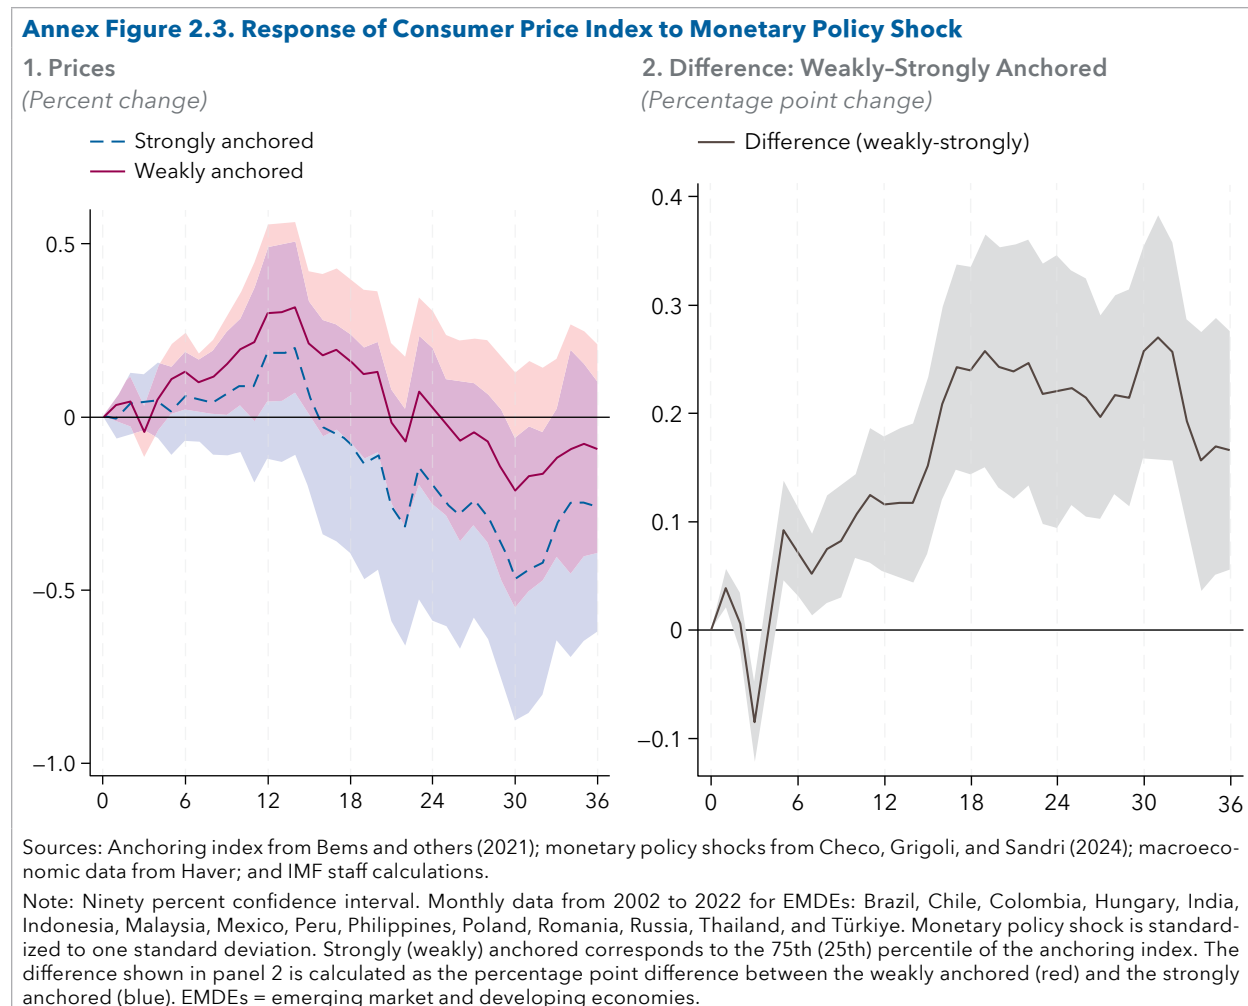 Annex Figure 2.3. Response of Consumer Price Index to Monetary Policy Shock
1. Prices
(Percent change)
Strongly anchored
Weakly anchored
0.5
0
−0.5
−1.0
0 6 12 18 24 30 36
2. Difference: Weakly–Strongly Anchored
(Percentage point change)
Difference (weakly-strongly)
0.4
0.3
0.2
0.1
0
−0.1
0 6 12 18 24 30 36
Sources: Anchoring index from Bems and others (2021); monetary policy shocks from Checo, Grigoli, and Sandri (2024); macroeco-
nomic data from Haver; and IMF staff calculations.
Note: Ninety percent confidence interval. Monthly data from 2002 to 2022 for EMDEs: Brazil, Chile, Colombia, Hungary, India,
Indonesia, Malaysia, Mexico, Peru, Philippines, Poland, Romania, Russia, Thailand, and Türkiye. Monetary policy shock is standard-
ized to one standard deviation. Strongly (weakly) anchored corresponds to the 75th (25th) percentile of the anchoring index. The
difference shown in panel 2 is calculated as the percentage point difference between the weakly anchored (red) and the strongly
anchored (blue). EMDEs = emerging market and developing economies.